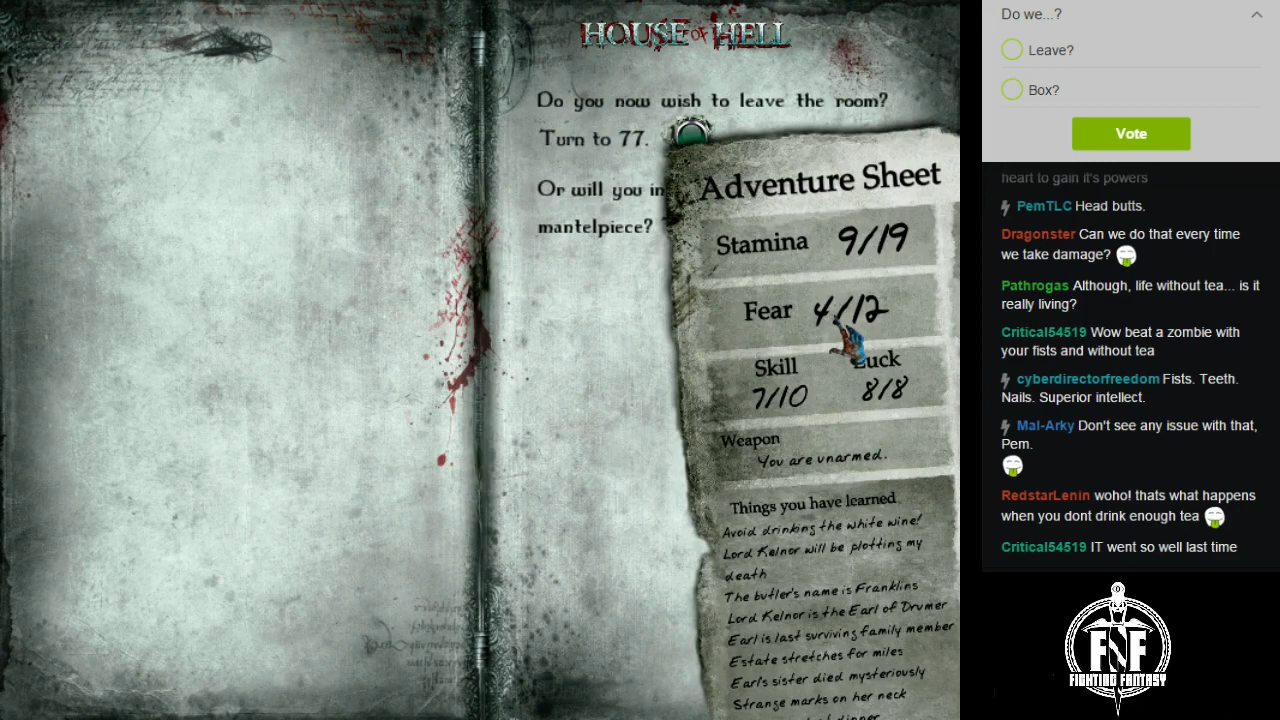 HOUSE OF HELL
Do you now wish to leave the room?
Turn to 77.
Or will you in
mantelpiece?
Adventure Sheet
Stamina 9/19
Fear 4/12
Skill
7/10 8/8
Weapon
You are unarmed.
Things you have learned
Avoid drinking the white wine!
Lord Kelnor will be plotting my
death
The butler's name is Franklins
Lord Kelnor is the Earl of Drumer
Earl is last surviving family member
Estate stretches for miles
Earl's sister died mysteriously
Strange marks on her neck
Do we...?
Leave?
Box?
Vote
heart to gain it's powers
PemTLC Head butts.
Dragonster Can we do that every time
we take damage?
Pathrogas Although, life without tea... is it
really living?
Critical54519 Wow beat a zombie with
your fists and without tea
cyberdirectorfreedom Fists. Teeth.
Nails. Superior intellect.
Mal-Arky Don't see any issue with that,
Pem.
RedstarLenin woho! thats what happens
when you dont drink enough tea
Critical54519 IT went so well last time
FNF
FIGHTING FANTASY